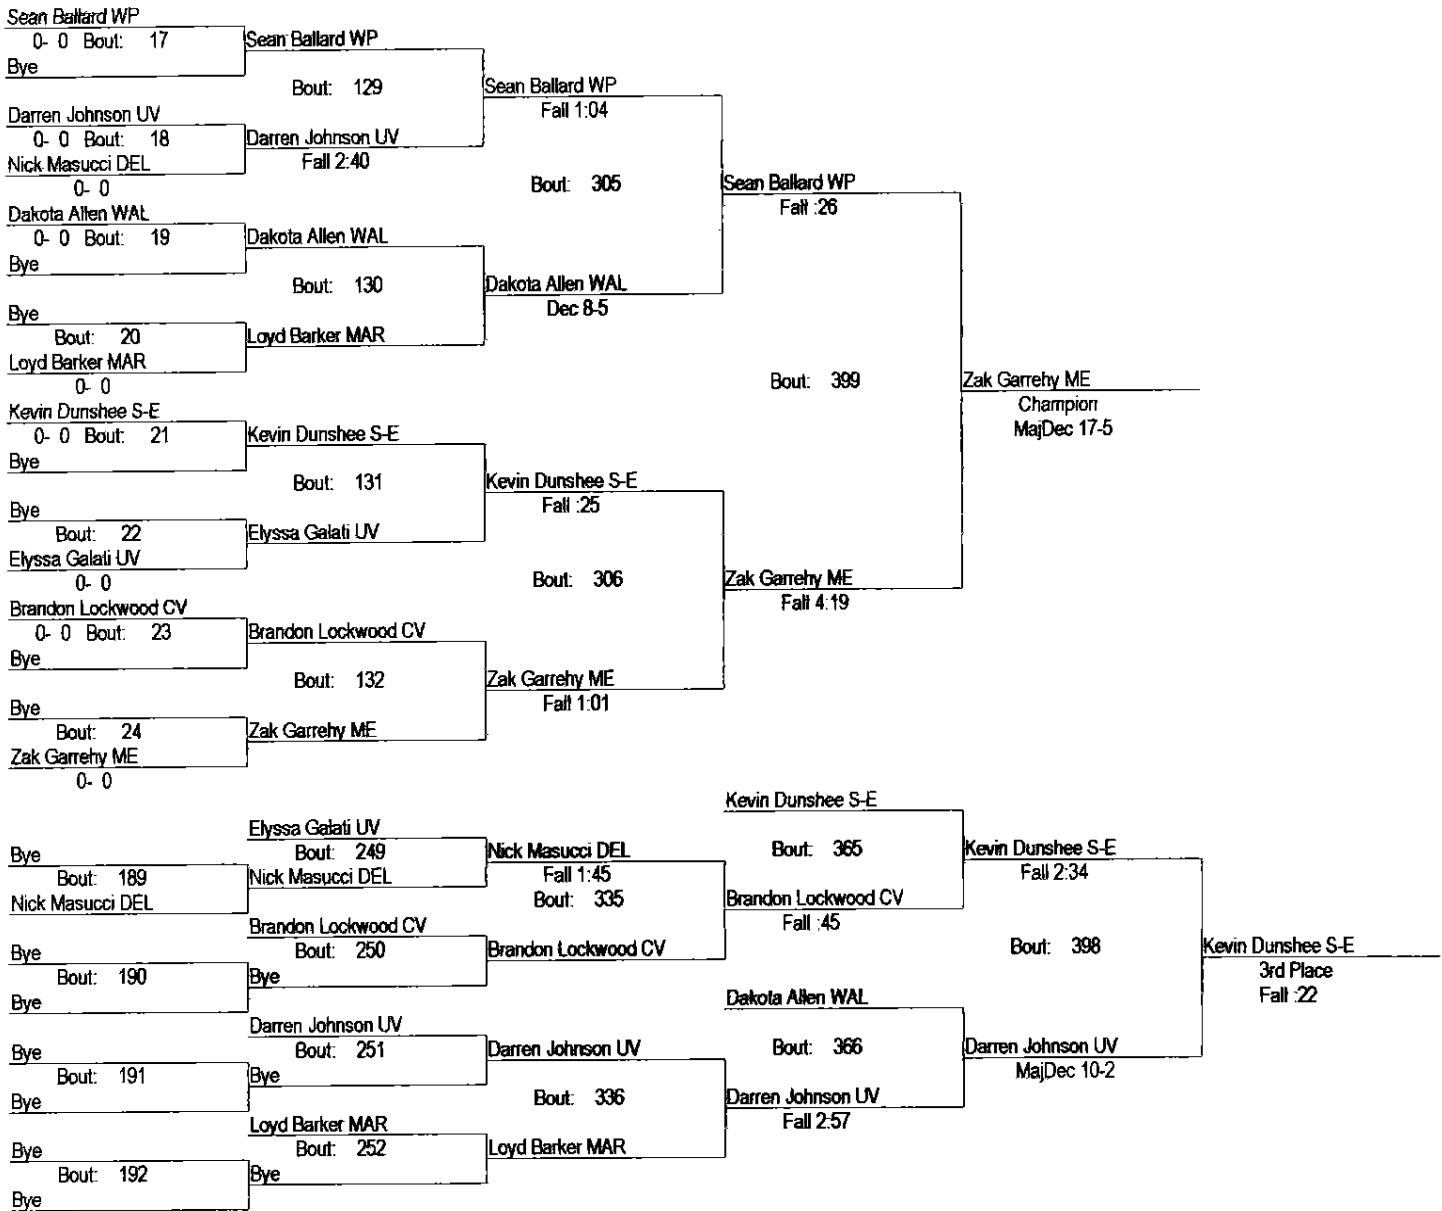 Sean Ballard WP
0- 0 Bout: 17
Bye
Sean Ballard WP
Bout: 129
Darren Johnson UV
0- 0 Bout: 18
Nick Masucci DEL
0- 0
Darren Johnson UV
Fall 2:40
Sean Ballard WP
Fall 1:04
Bout: 305
Dakota Allen WAL
0- 0 Bout: 19
Bye
Dakota Allen WAL
Bout: 130
Bye
Bout: 20
Loyd Barker MAR
0- 0
Loyd Barker MAR
Dakota Allen WAL
Dec 8-5
Sean Ballard WP
Fall :26
Bout: 399
Kevin Dunshee S-E
0- 0 Bout: 21
Bye
Kevin Dunshee S-E
Bout: 131
Bye
Bout: 22
Elyssa Galati UV
0- 0
Elyssa Galati UV
Kevin Dunshee S-E
Fall :25
Bout: 306
Brandon Lockwood CV
0- 0 Bout: 23
Bye
Brandon Lockwood CV
Bout: 132
Bye
Bout: 24
Zak Garrehy ME
0- 0
Zak Garrehy ME
Zak Garrehy ME
Fall 1:01
Zak Garrehy ME
Fall 4:19
Zak Garrehy ME
Champion
MajDec 17-5
Bye
Bout: 189
Nick Masucci DEL
Elyssa Galati UV
Bout: 249
Nick Masucci DEL
Nick Masucci DEL
Fall 1:45
Bout: 335
Bye
Bout: 190
Bye
Brandon Lockwood CV
Bout: 250
Bye
Brandon Lockwood CV
Kevin Dunshee S-E
Bout: 365
Brandon Lockwood CV
Fall :45
Kevin Dunshee S-E
Fall 2:34
Bout: 398
Bye
Bout: 191
Bye
Darren Johnson UV
Bout: 251
Bye
Darren Johnson UV
Bout: 336
Bye
Bout: 192
Bye
Loyd Barker MAR
Bout: 252
Bye
Loyd Barker MAR
Dakota Allen WAL
Bout: 366
Darren Johnson UV
Fall 2:57
Darren Johnson UV
MajDec 10-2
Kevin Dunshee S-E
3rd Place
Fall :22